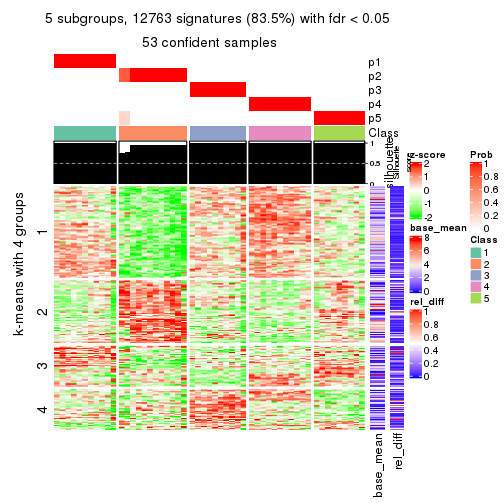 5 subgroups, 12763 signatures (83.5%) with fdr < 0.05
53 confident samples
p1
p2
p3
p4
p5
Class
1
0.5
0
silhouette
Silhouette
score
k-means with 4 groups
1
2
3
4
base_mean
rel_diff
z-score
2
1
0
-1
-2
base_mean
8
6
4
2
0
rel_diff
1
0.8
0.6
0.4
0.2
0
Prob
1
0.8
0.6
0.4
0.2
0
Class
1
2
3
4
5